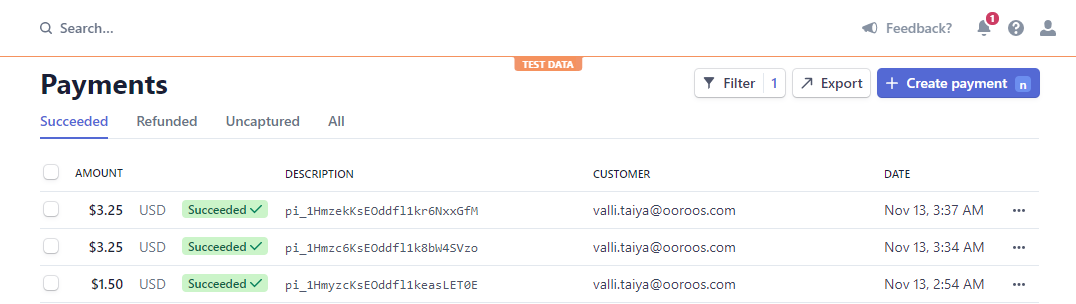 Search...
Feedback?
1
TEST DATA
Payments
Filter 1
Export
Create payment n
Succeeded Refunded Uncaptured All
AMOUNT DESCRIPTION CUSTOMER DATE
$3.25 USD Succeeded pi_1HmzekKsEOddfl1kr6NxxGfM valli.taiya@ooroos.com Nov 13, 3:37 AM
$3.25 USD Succeeded pi_1Hmzc6KsEOddfl1k8bW4SVzo valli.taiya@ooroos.com Nov 13, 3:34 AM
$1.50 USD Succeeded pi_1HmyzcKsEOddfl1keasLET0E valli.taiya@ooroos.com Nov 13, 2:54 AM